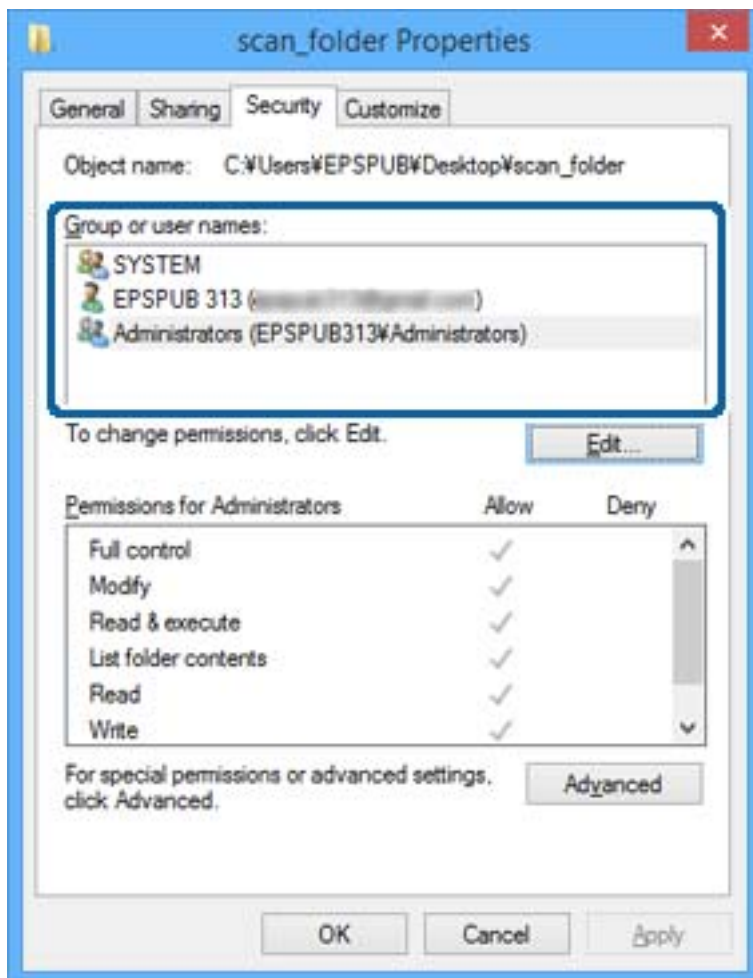 scan_folder Properties
General Sharing Security Customize
Object name: C:¥Users¥EPSPUB¥Desktop¥scan_folder
Group or user names:
SYSTEM
EPSPUB 313 ( )
Administrators (EPSPUB313¥Administrators)
To change permissions, click Edit.
Edit...
Permissions for Administrators Allow Deny
Full control
Modify
Read & execute
List folder contents
Read
Write
For special permissions or advanced settings,
click Advanced.
Advanced
OK Cancel Apply